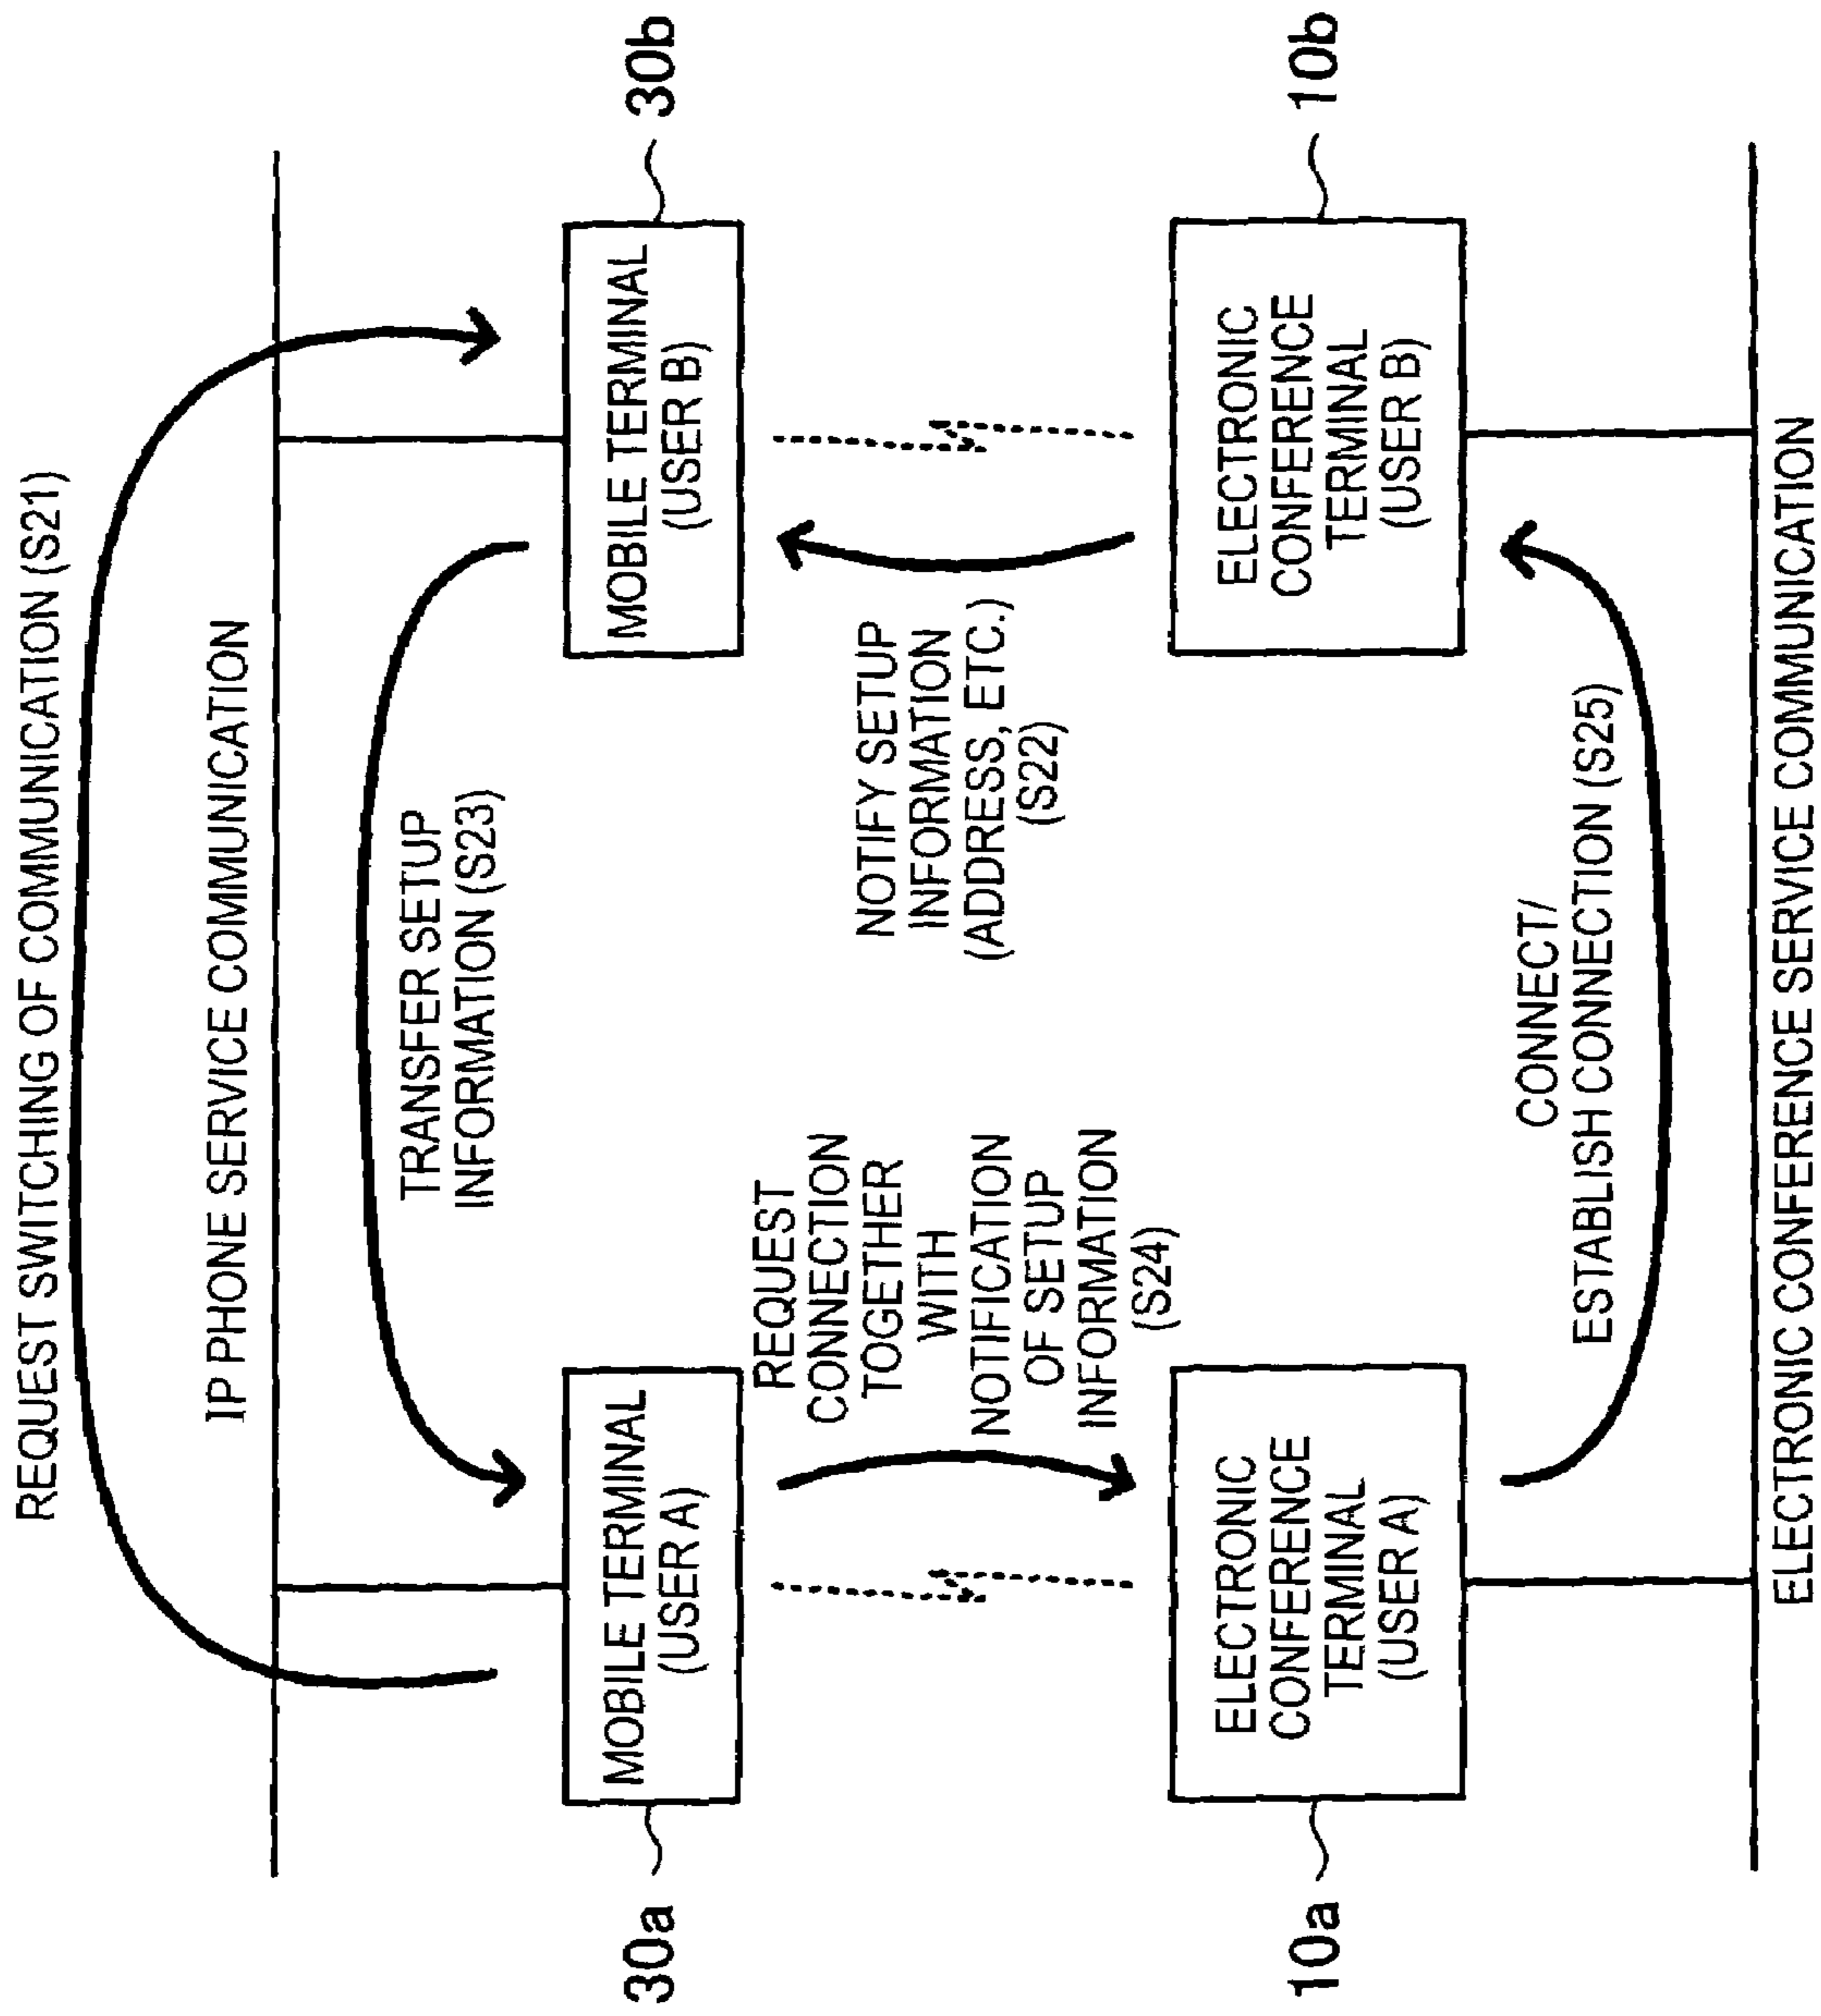 REQUEST SWITCHING OF COMMUNICATION (S21)
IP PHONE SERVICE COMMUNICATION
TRANSFER SETUP
INFORMATION (S23)
30a
MOBILE TERMINAL
(USER A)
MOBILE TERMINAL
(USER B)
30b
REQUEST
CONNECTION
TOGETHER
WITH
NOTIFICATION
OF SETUP
INFORMATION
(S24)
NOTIFY SETUP
INFORMATION
(ADDRESS, ETC.)
(S22)
10a
ELECTRONIC
CONFERENCE
TERMINAL
(USER A)
ELECTRONIC
CONFERENCE
TERMINAL
(USER B)
10b
CONNECT/
ESTABLISH CONNECTION (S25)
ELECTRONIC CONFERENCE SERVICE COMMUNICATION